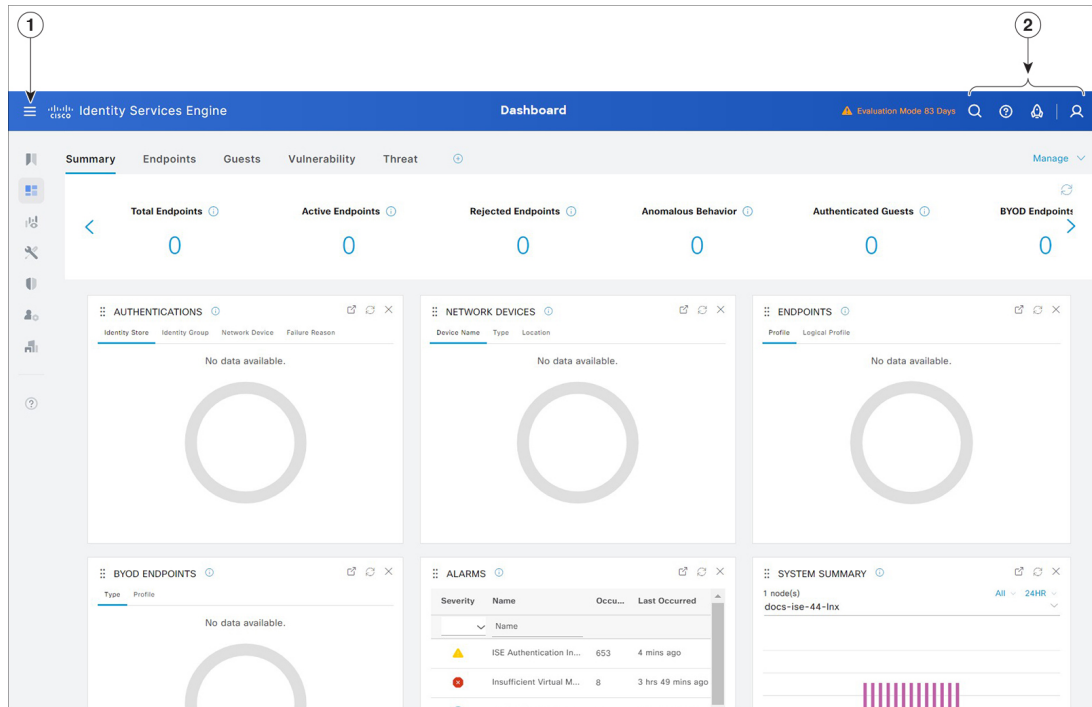 1
2
CISCO Identity Services Engine
Dashboard
Evaluation Mode 83 Days
Summary Endpoints Guests Vulnerability Threat
Manage
Total Endpoints Active Endpoints Rejected Endpoints Anomalous Behavior Authenticated Guests BYOD Endpoints
0 0 0 0 0 0
AUTHENTICATIONS
Identity Store Identity Group Network Device Failure Reason
No data available.
NETWORK DEVICES
Device Name Type Location
No data available.
ENDPOINTS
Profile Logical Profile
No data available.
BYOD ENDPOINTS
Type Profile
No data available.
ALARMS
Severity Name Occu... Last Occurred
Name
ISE Authentication In... 653 4 mins ago
Insufficient Virtual M... 8 3 hrs 49 mins ago
SYSTEM SUMMARY
1 node(s)
All 24HR
docs-ise-44-lnx